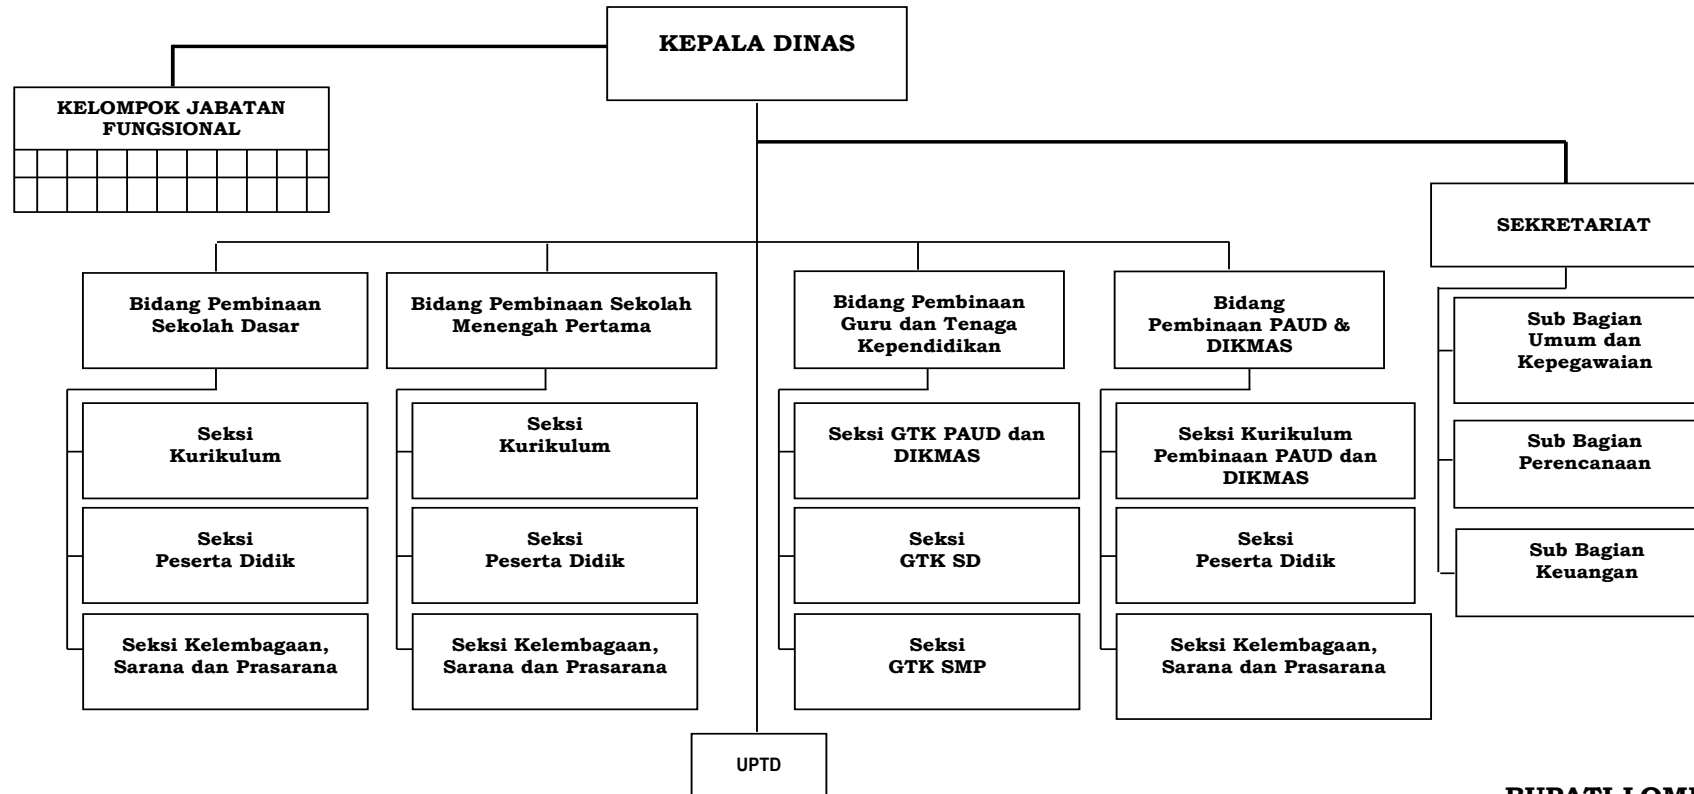 KEPALA DINAS
KELOMPOK JABATAN
FUNGSIONAL
SEKRETARIAT
Bidang Pembinaan
Sekolah Dasar
Bidang Pembinaan Sekolah
Menengah Pertama
Bidang Pembinaan
Guru dan Tenaga
Kependidikan
Bidang
Pembinaan PAUD &
DIKMAS
Sub Bagian
Umum dan
Kepegawaian
Seksi
Kurikulum
Seksi
Kurikulum
Seksi GTK PAUD dan
DIKMAS
Seksi Kurikulum
Pembinaan PAUD dan
DIKMAS
Sub Bagian
Perencanaan
Seksi
Peserta Didik
Seksi
Peserta Didik
Seksi
GTK SD
Seksi
Peserta Didik
Sub Bagian
Keuangan
Seksi Kelembagaan,
Sarana dan Prasarana
Seksi Kelembagaan,
Sarana dan Prasarana
Seksi
GTK SMP
Seksi Kelembagaan,
Sarana dan Prasarana
UPTD
BUPATI